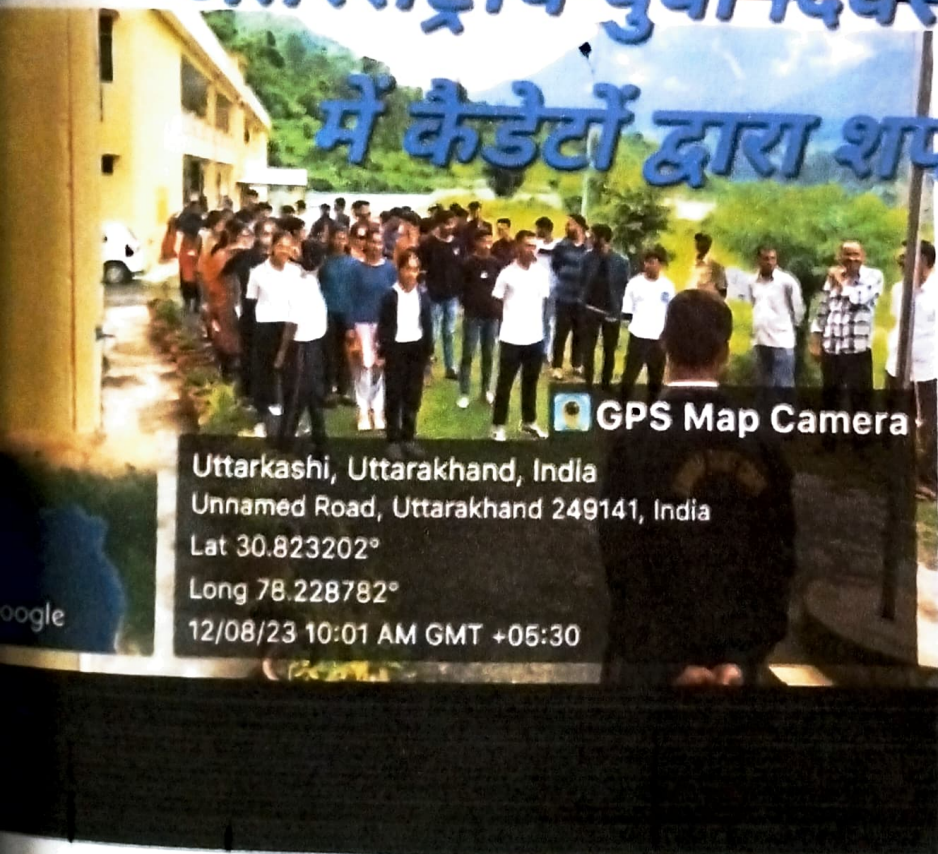 में कैडेटों द्वारा
GPS Map Camera
Uttarkashi, Uttarakhand, India
Unnamed Road, Uttarakhand 249141, India
Lat 30.823202°
Long 78.228782°
12/08/23 10:01 AM GMT +05:30